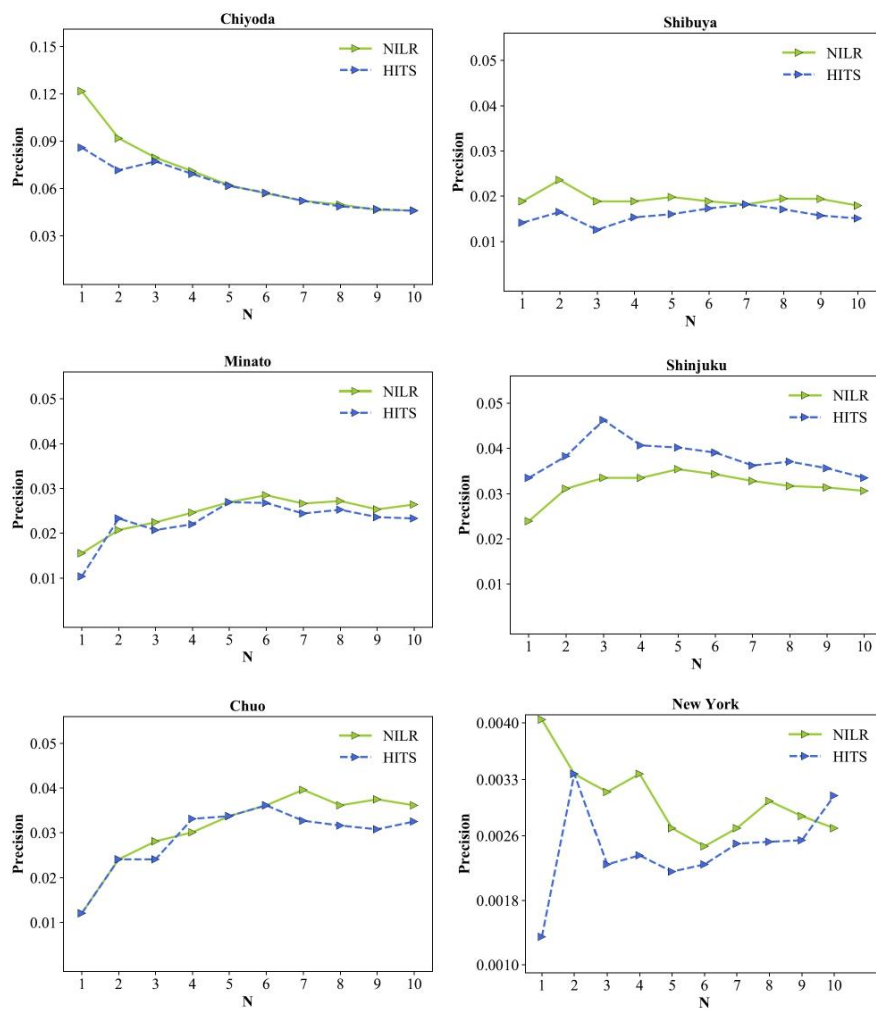 Chiyoda
0.15
0.12
0.09
0.06
0.03
Precision
NILR
HITS
1 2 3 4 5 6 7 8 9 10
N
Shibuya
0.05
0.04
0.03
0.02
0.01
Precision
NILR
HITS
1 2 3 4 5 6 7 8 9 10
N
Minato
0.05
0.04
0.03
0.02
0.01
Precision
NILR
HITS
1 2 3 4 5 6 7 8 9 10
N
Shinjuku
0.05
0.04
0.03
0.02
0.01
Precision
NILR
HITS
1 2 3 4 5 6 7 8 9 10
N
Chuo
0.05
0.04
0.03
0.02
0.01
Precision
NILR
HITS
1 2 3 4 5 6 7 8 9 10
N
New York
0.0040
0.0033
0.0026
0.0018
0.0010
Precision
NILR
HITS
1 2 3 4 5 6 7 8 9 10
N